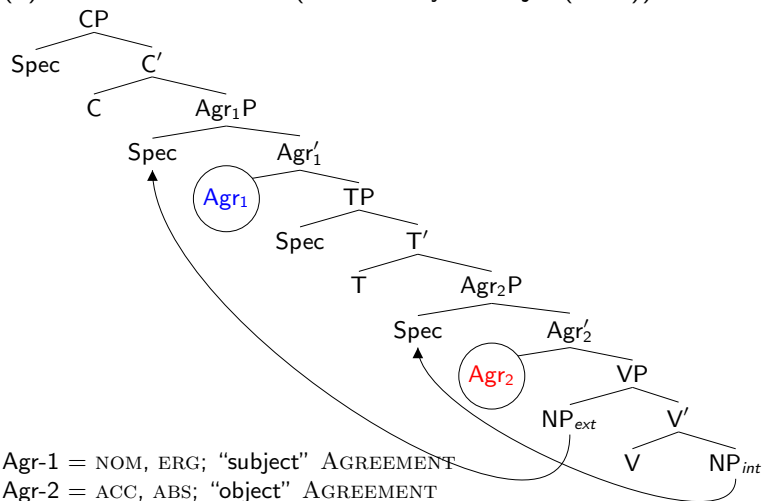 CP
Spec C′
C Agr₁P
Spec Agr′₁
Agr₁ TP
Spec T′
T Agr₂P
Spec Agr′₂
Agr₂ VP
NPₑₓₜ V′
V NPᵢₙₜ
Agr-1 = NOM, ERG; “subject” AGREEMENT
Agr-2 = ACC, ABS; “object” AGREEMENT